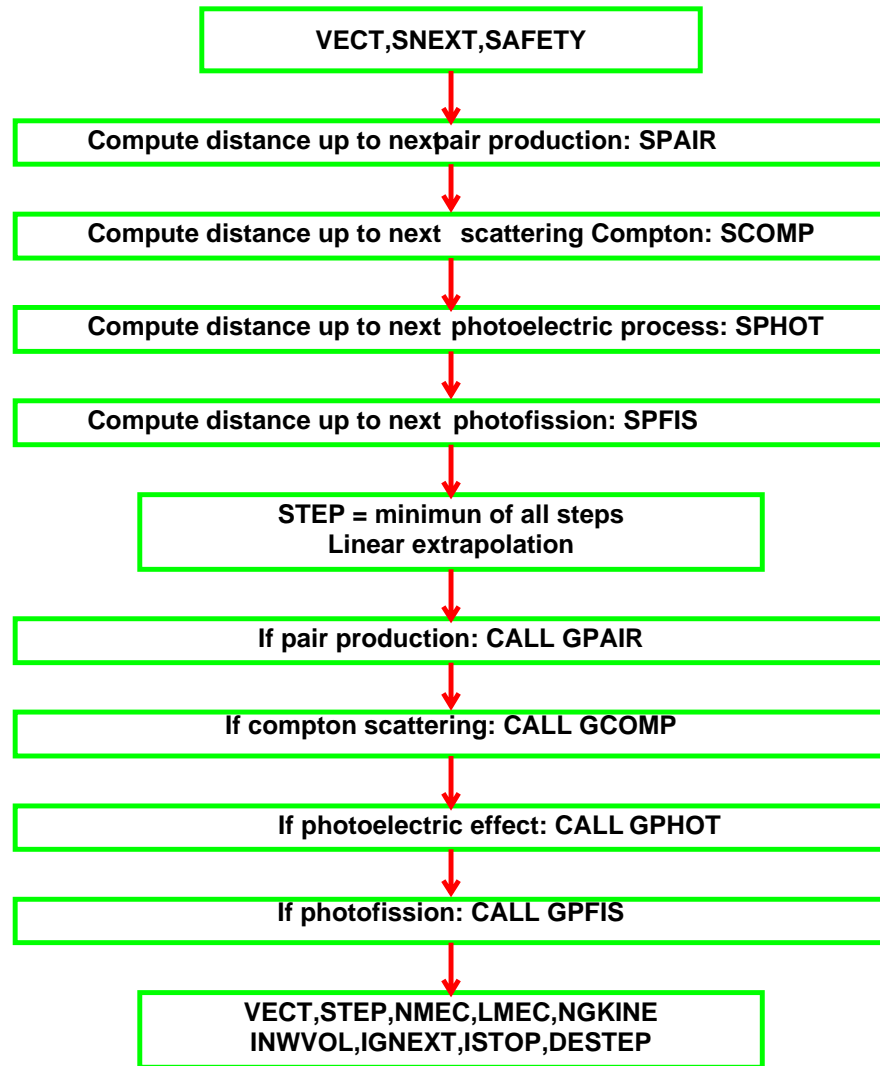 VECT,SNEXT,SAFETY
Compute distance up to next pair production: SPAIR
Compute distance up to next scattering Compton: SCOMP
Compute distance up to next photoelectric process: SPHOT
Compute distance up to next photofission: SPFIS
STEP = minimun of all steps
Linear extrapolation
If pair production: CALL GPAIR
If compton scattering: CALL GCOMP
If photoelectric effect: CALL GPHOT
If photofission: CALL GPFIS
VECT,STEP,NMEC,LMEC,NGKINE
INWVOL,IGNEXT,ISTOP,DESTEP